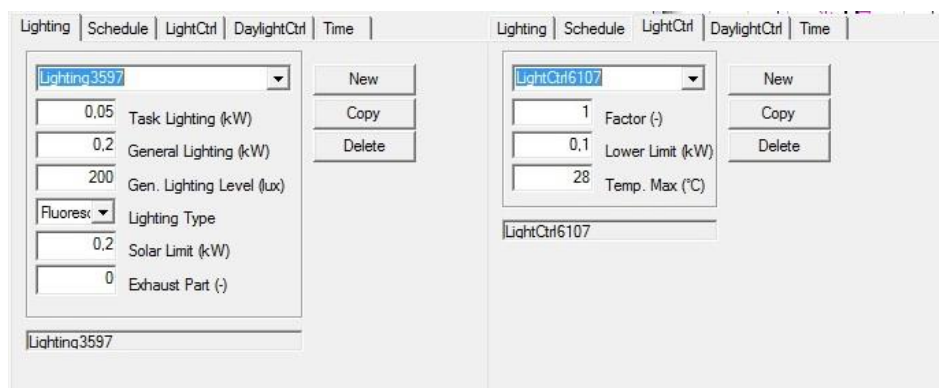 Lighting Schedule LightCtrl DaylightCtrl Time
Lighting3597
New
0,05 Task Lighting (kW)
Copy
0,2 General Lighting (kW)
Delete
200 Gen. Lighting Level (lux)
Fluoresc Lighting Type
0,2 Solar Limit (kW)
0 Exhaust Part (-)
Lighting3597
Lighting Schedule LightCtrl DaylightCtrl Time
LightCtrl6107
New
1 Factor (-)
Copy
0,1 Lower Limit (kW)
Delete
28 Temp. Max (°C)
LightCtrl6107